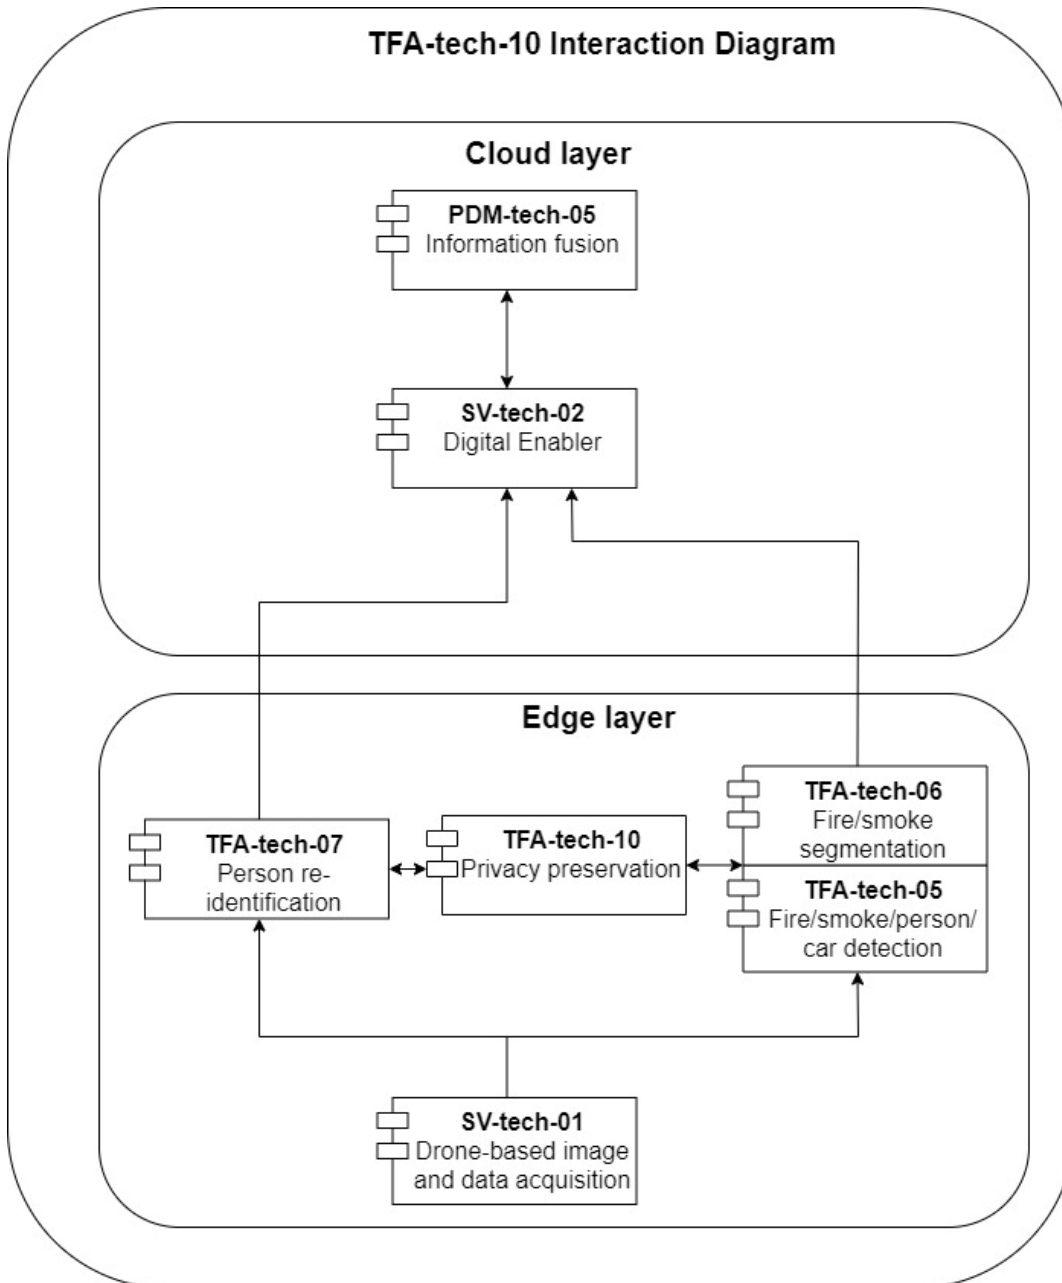 TFA-tech-10 Interaction Diagram
Cloud layer
PDM-tech-05
Information fusion
SV-tech-02
Digital Enabler
Edge layer
TFA-tech-07
Person re-
identification
TFA-tech-10
Privacy preservation
TFA-tech-06
Fire/smoke
segmentation
TFA-tech-05
Fire/smoke/person/
car detection
SV-tech-01
Drone-based image
and data acquisition